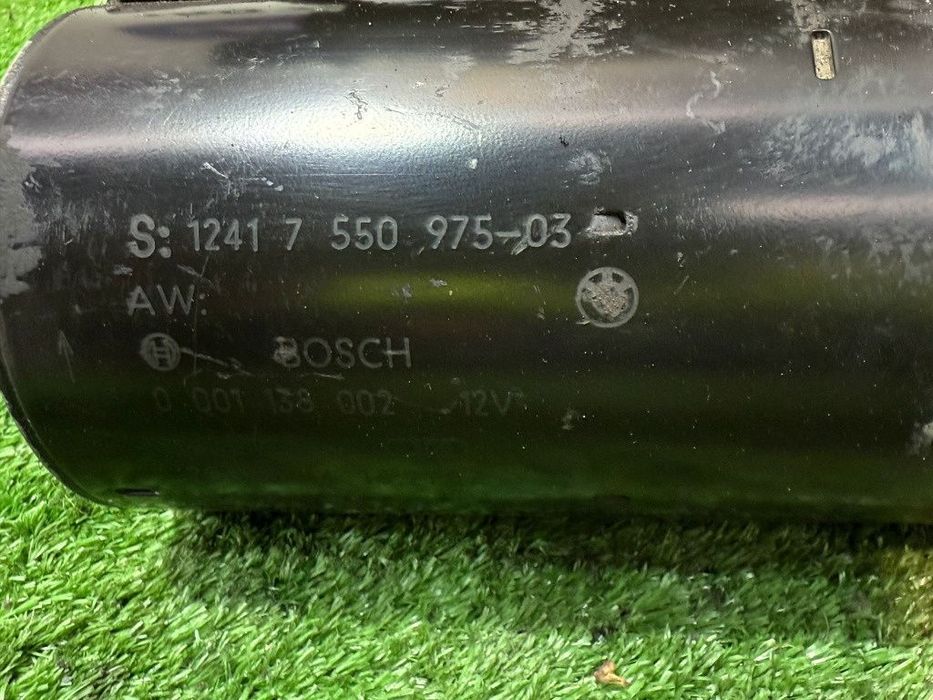 S: 1241 7 550 975-03
AW:
BOSCH
0 001 138 002 12V